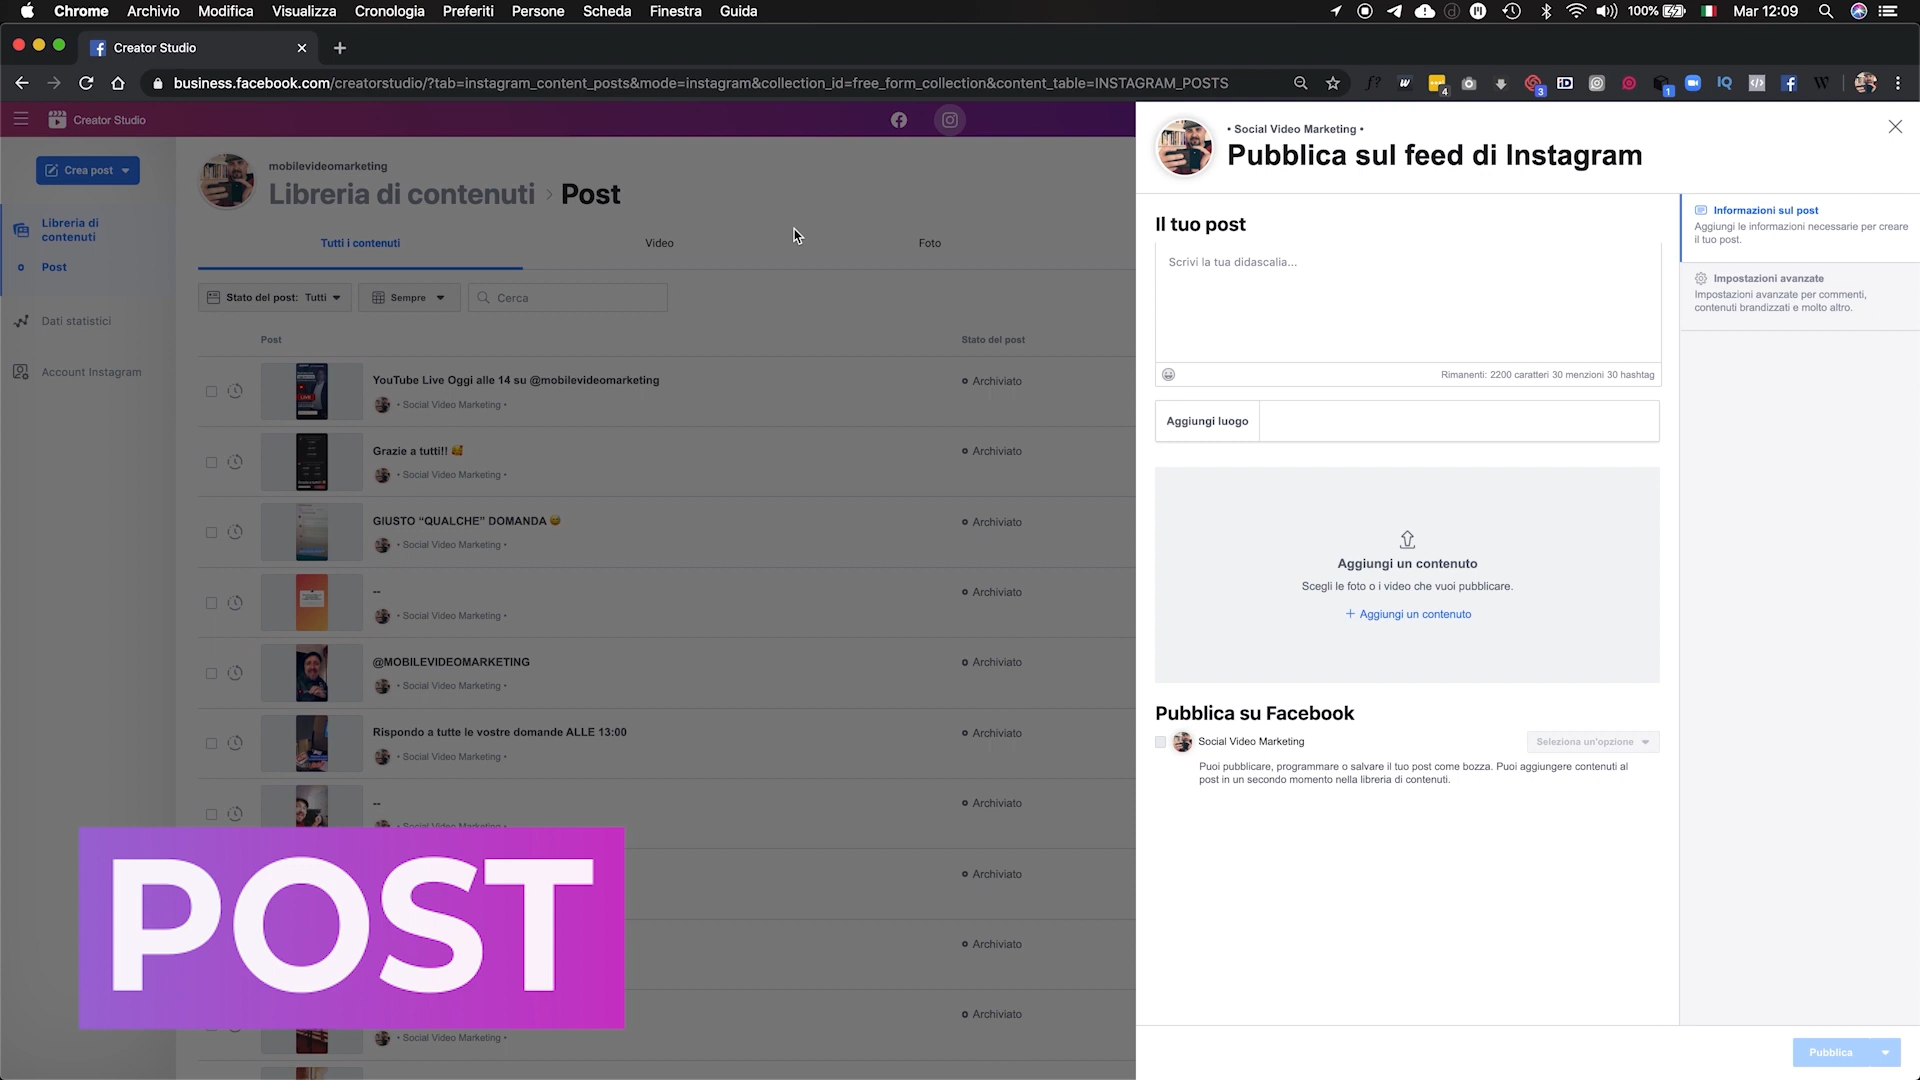 Chrome Archivio Modifica Visualizza Cronologia Preferiti Persone Scheda Finestra Guida
100% Mar 12:09
Creator Studio
business.facebook.com/creatorstudio/?tab=instagram_content_posts&mode=instagram&collection_id=free_form_collection&content_table=INSTAGRAM_POSTS
Creator Studio
Crea post
Libreria di
contenuti
Post
Dati statistici
Account Instagram
mobilevideomarketing
Libreria di contenuti › Post
Tutti i contenuti Video Foto
Stato del post: Tutti Sempre Cerca
Post Stato del post
YouTube Live Oggi alle 14 su @mobilevideomarketing Archiviato
• Social Video Marketing •
Grazie a tutti!! 🥰 Archiviato
• Social Video Marketing •
GIUSTO “QUALCHE” DOMANDA 😅 Archiviato
• Social Video Marketing •
-- Archiviato
• Social Video Marketing •
@MOBILEVIDEOMARKETING Archiviato
• Social Video Marketing •
Rispondo a tutte le vostre domande ALLE 13:00 Archiviato
• Social Video Marketing •
-- Archiviato
• Social Video Marketing •
Archiviato
Archiviato
Archiviato
• Social Video Marketing •
POST
• Social Video Marketing •
Pubblica sul feed di Instagram
Il tuo post
Scrivi la tua didascalia...
Rimanenti: 2200 caratteri 30 menzioni 30 hashtag
Aggiungi luogo
Aggiungi un contenuto
Scegli le foto o i video che vuoi pubblicare.
+ Aggiungi un contenuto
Pubblica su Facebook
Social Video Marketing Seleziona un'opzione
Puoi pubblicare, programmare o salvare il tuo post come bozza. Puoi aggiungere contenuti al
post in un secondo momento nella libreria di contenuti.
Informazioni sul post
Aggiungi le informazioni necessarie per creare
il tuo post.
Impostazioni avanzate
Impostazioni avanzate per commenti,
contenuti brandizzati e molto altro.
Pubblica